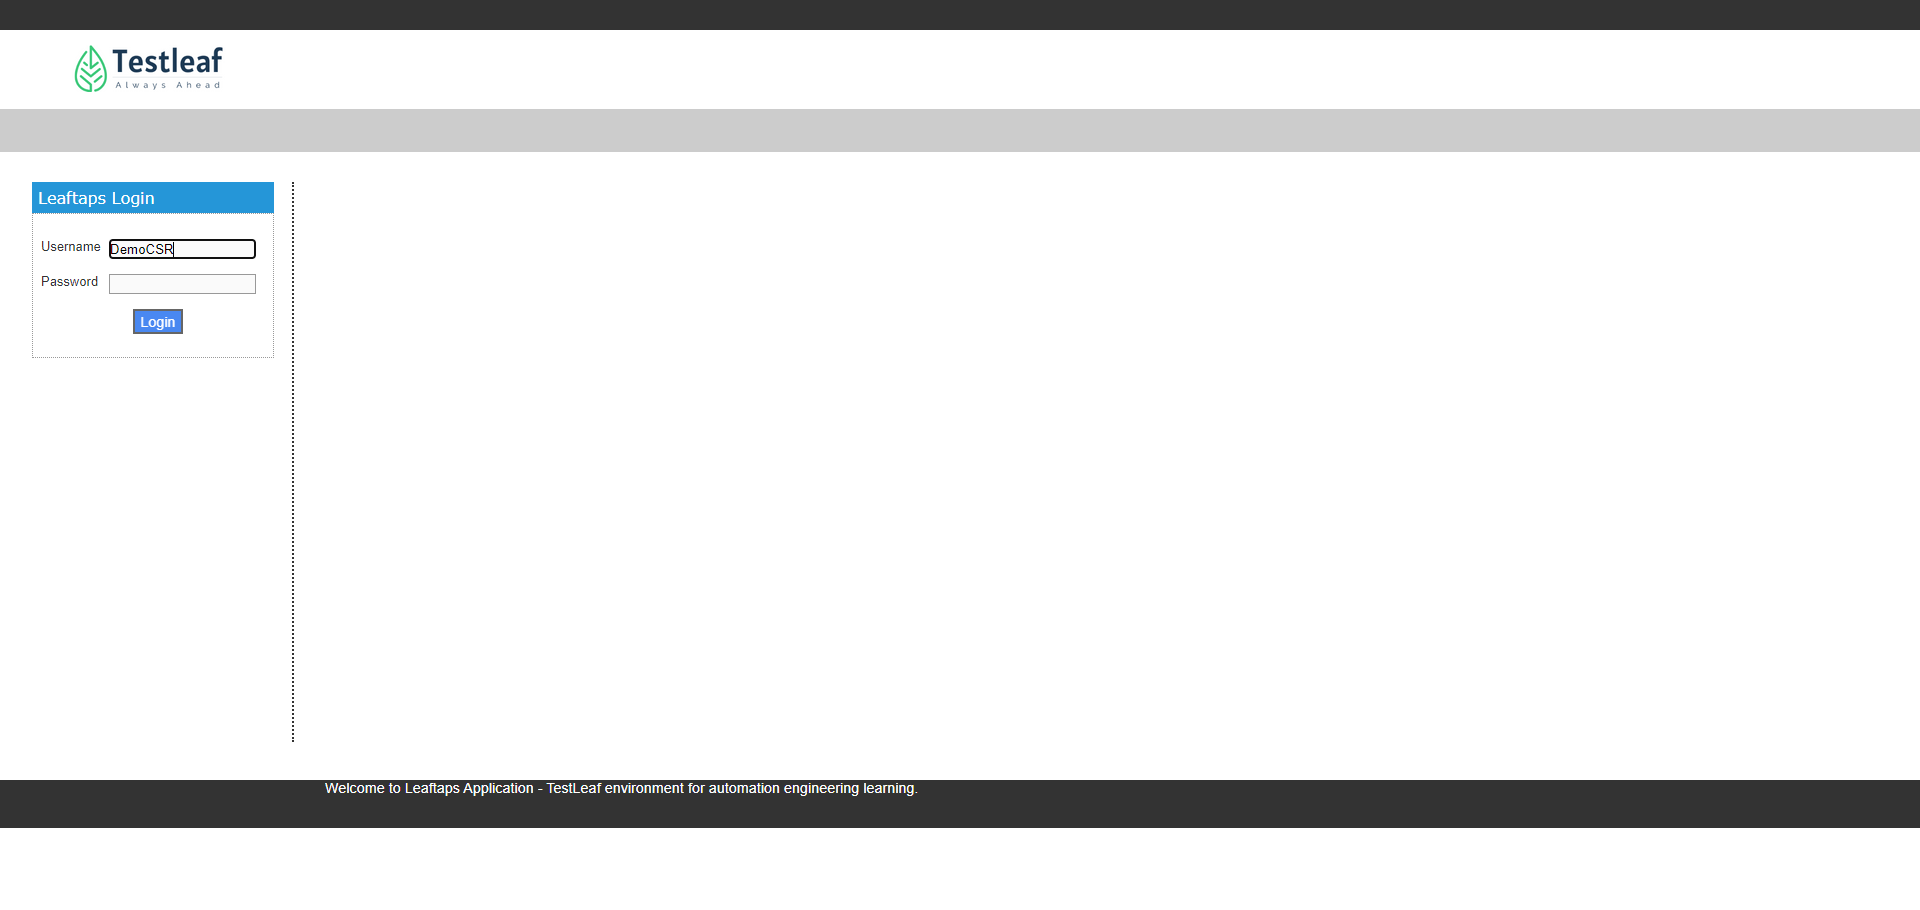 Testleaf
Always Ahead
Leaftaps Login
Username
DemoCSR
Password
Login
Welcome to Leaftaps Application - TestLeaf environment for automation engineering learning.